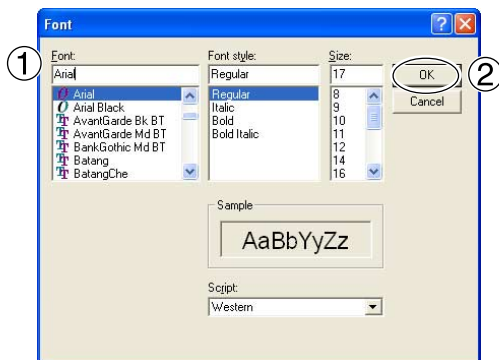 Font
① Font: Font style: Size:
Arial Regular 17 OK ②
Arial Regular 8 Cancel
Arial Black Italic 9
AvantGarde Bk BT Bold 10
AvantGarde Md BT Bold Italic 11
BankGothic Md BT 12
Batang 14
BatangChe 16
Sample
AaBbYyZz
Script:
Western